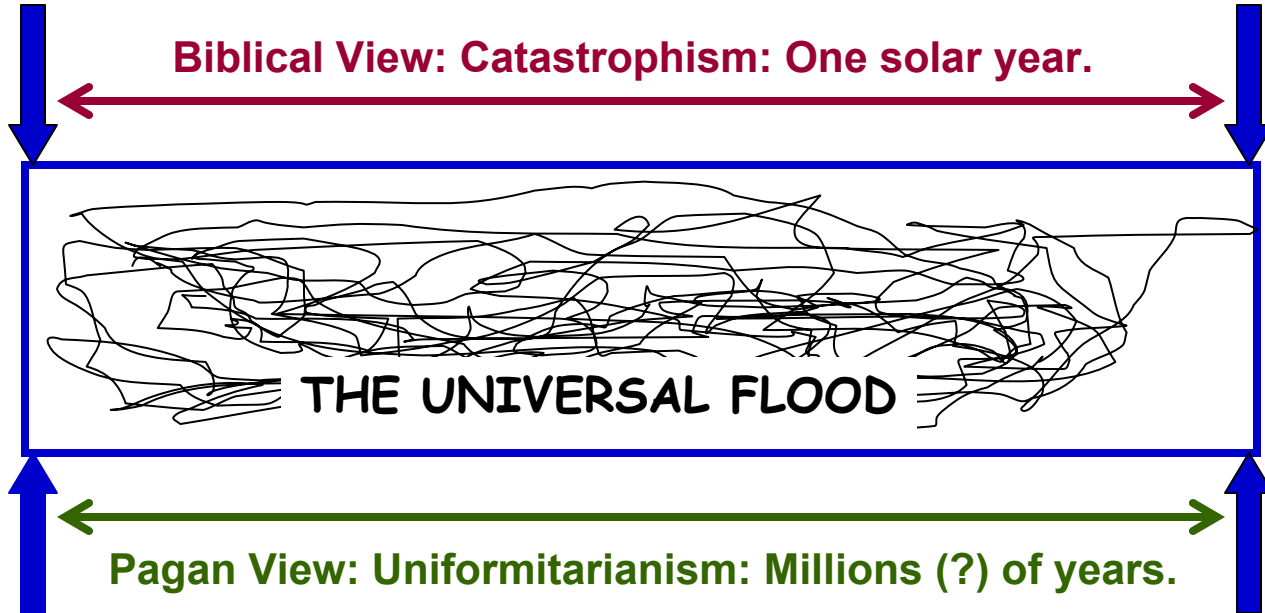 Biblical View: Catastrophism: One solar year.
THE UNIVERSAL FLOOD
Pagan View: Uniformitarianism: Millions (?) of years.